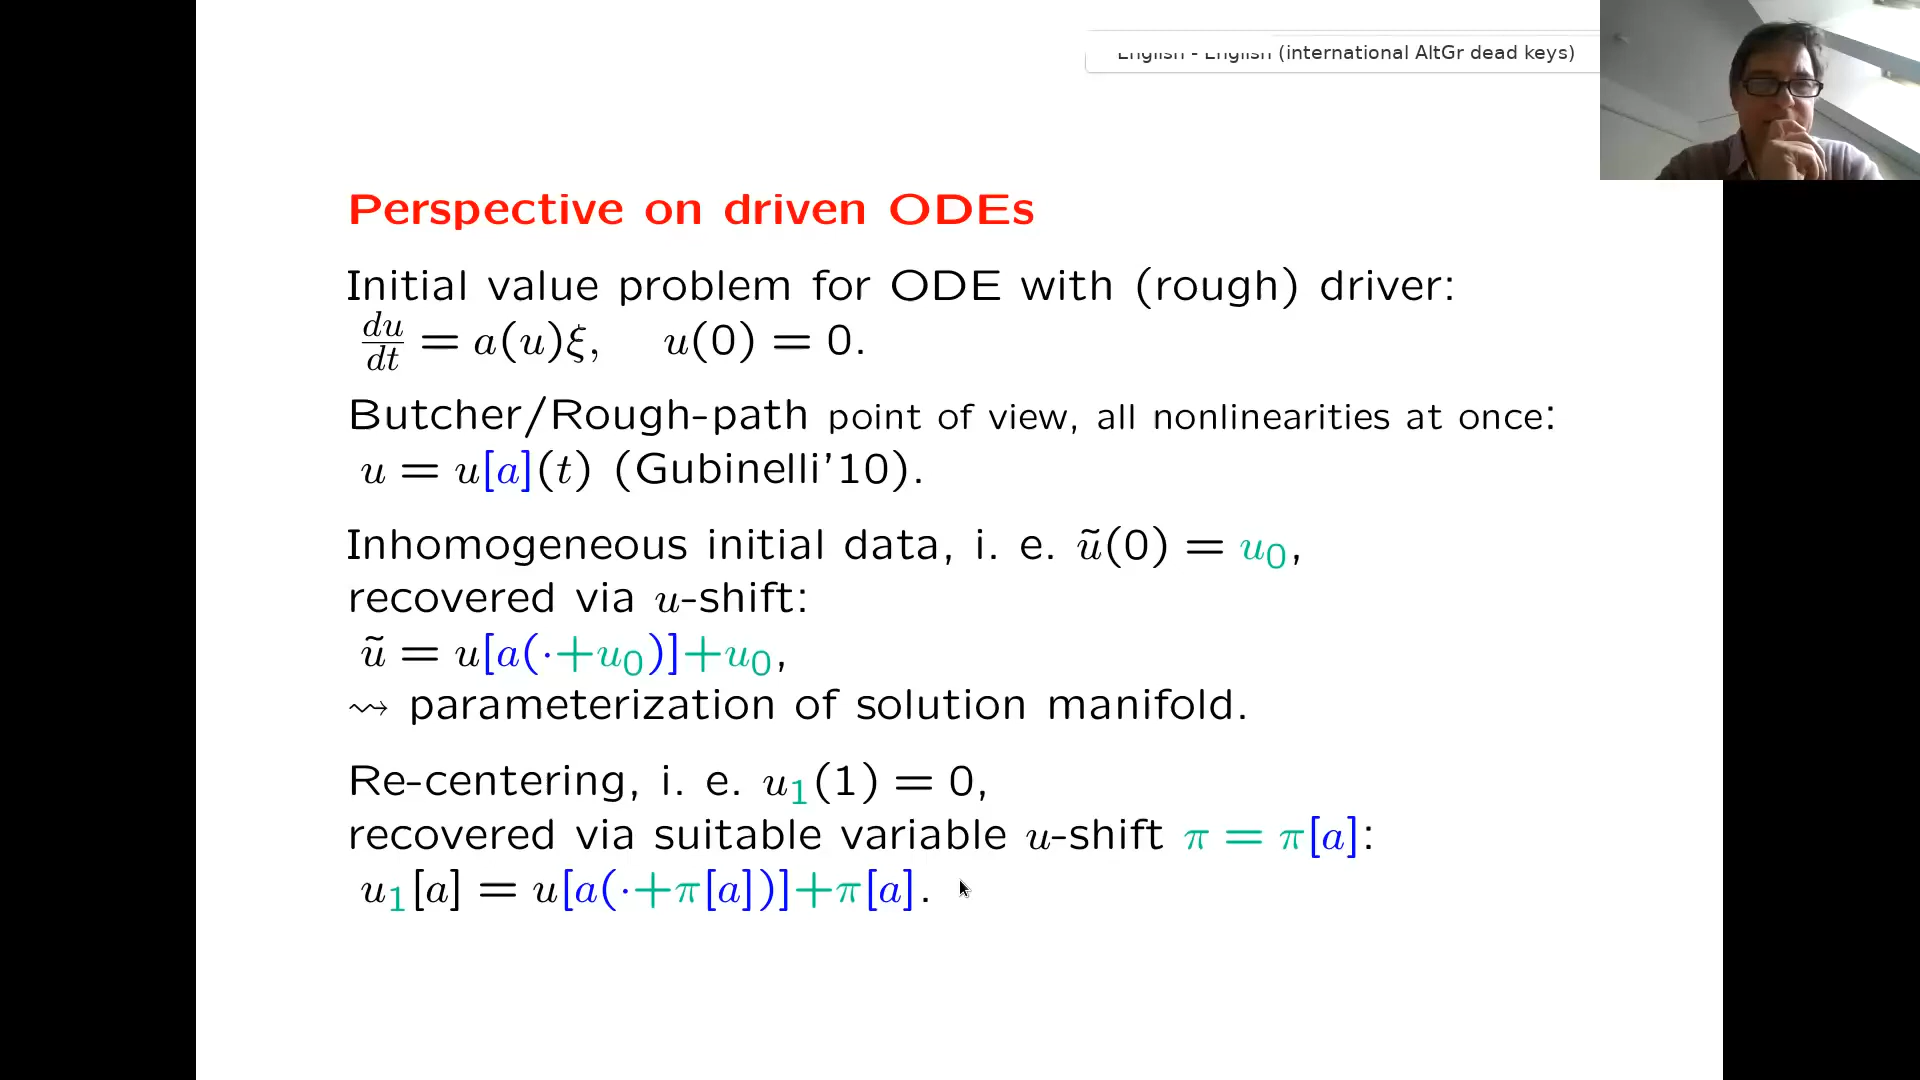 English - English (international AltGr dead keys)
Perspective on driven ODEs
Initial value problem for ODE with (rough) driver:
du/dt = a(u)ξ, u(0) = 0.
Butcher/Rough-path point of view, all nonlinearities at once:
u = u[a](t) (Gubinelli'10).
Inhomogeneous initial data, i. e. ũ(0) = u₀,
recovered via u-shift:
ũ = u[a(·+u₀)]+u₀,
⇝ parameterization of solution manifold.
Re-centering, i. e. u₁(1) = 0,
recovered via suitable variable u-shift π = π[a]:
u₁[a] = u[a(·+π[a])]+π[a].